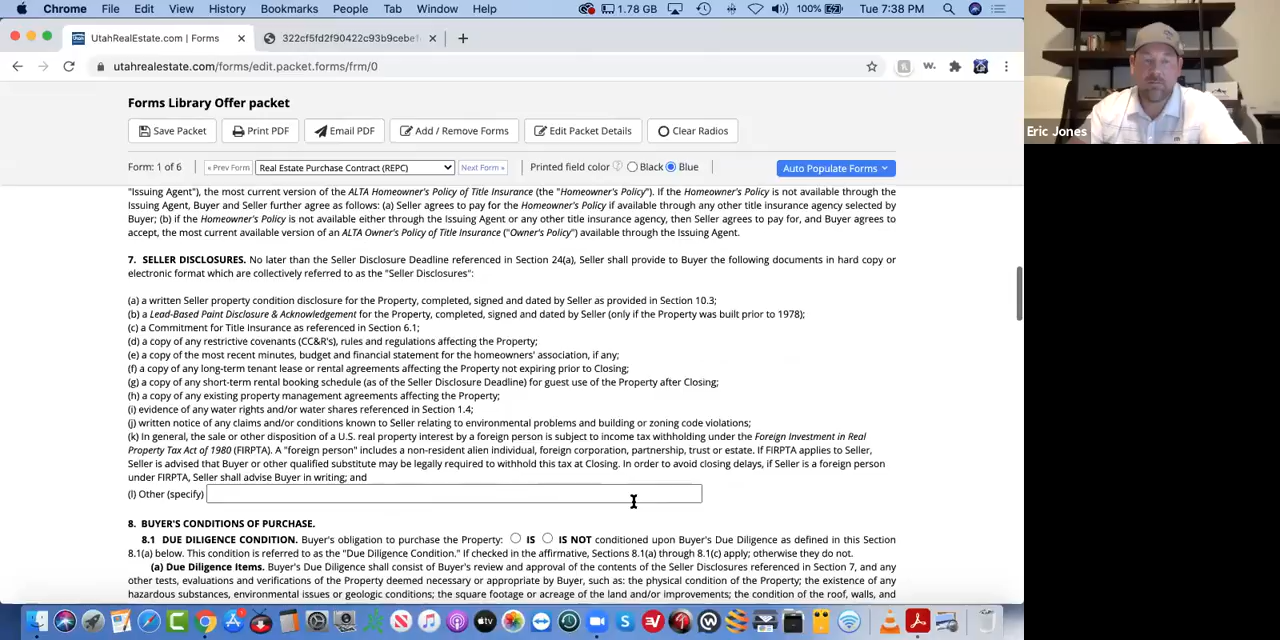 Chrome File Edit View History Bookmarks People Tab Window Help 1.78 GB 100% Tue 7:38 PM
UtahRealEstate.com | Forms 322cf5fd2f90422c93b9cebe
utahrealestate.com/forms/edit.packet.forms/frm/0
Eric Jones
Forms Library Offer packet
Save Packet Print PDF Email PDF Add / Remove Forms Edit Packet Details Clear Radios
Form: 1 of 6 « Prev Form Real Estate Purchase Contract (REPC) Next Form » Printed field color Black Blue Auto Populate Forms
"Issuing Agent"), the most current version of the ALTA Homeowner's Policy of Title Insurance (the "Homeowner's Policy"). If the Homeowner's Policy is not available through the
Issuing Agent, Buyer and Seller further agree as follows: (a) Seller agrees to pay for the Homeowner's Policy if available through any other title insurance agency selected by
Buyer; (b) if the Homeowner's Policy is not available either through the Issuing Agent or any other title insurance agency, then Seller agrees to pay for, and Buyer agrees to
accept, the most current available version of an ALTA Owner's Policy of Title Insurance ("Owner's Policy") available through the Issuing Agent.
7. SELLER DISCLOSURES. No later than the Seller Disclosure Deadline referenced in Section 24(a), Seller shall provide to Buyer the following documents in hard copy or
electronic format which are collectively referred to as the "Seller Disclosures":
(a) a written Seller property condition disclosure for the Property, completed, signed and dated by Seller as provided in Section 10.3;
(b) a Lead-Based Paint Disclosure & Acknowledgement for the Property, completed, signed and dated by Seller (only if the Property was built prior to 1978);
(c) a Commitment for Title Insurance as referenced in Section 6.1;
(d) a copy of any restrictive covenants (CC&R's), rules and regulations affecting the Property;
(e) a copy of the most recent minutes, budget and financial statement for the homeowners' association, if any;
(f) a copy of any long-term tenant lease or rental agreements affecting the Property not expiring prior to Closing;
(g) a copy of any short-term rental booking schedule (as of the Seller Disclosure Deadline) for guest use of the Property after Closing;
(h) a copy of any existing property management agreements affecting the Property;
(i) evidence of any water rights and/or water shares referenced in Section 1.4;
(j) written notice of any claims and/or conditions known to Seller relating to environmental problems and building or zoning code violations;
(k) In general, the sale or other disposition of a U.S. real property interest by a foreign person is subject to income tax withholding under the Foreign Investment in Real
Property Tax Act of 1980 (FIRPTA). A "foreign person" includes a non-resident alien individual, foreign corporation, partnership, trust or estate. If FIRPTA applies to Seller,
Seller is advised that Buyer or other qualified substitute may be legally required to withhold this tax at Closing. In order to avoid closing delays, if Seller is a foreign person
under FIRPTA, Seller shall advise Buyer in writing; and
(l) Other (specify)
8. BUYER'S CONDITIONS OF PURCHASE.
8.1 DUE DILIGENCE CONDITION. Buyer's obligation to purchase the Property: IS IS NOT conditioned upon Buyer's Due Diligence as defined in this Section
8.1(a) below. This condition is referred to as the "Due Diligence Condition." If checked in the affirmative, Sections 8.1(a) through 8.1(c) apply; otherwise they do not.
(a) Due Diligence Items. Buyer's Due Diligence shall consist of Buyer's review and approval of the contents of the Seller Disclosures referenced in Section 7, and any
other tests, evaluations and verifications of the Property deemed necessary or appropriate by Buyer, such as: the physical condition of the Property; the existence of any
hazardous substances, environmental issues or geologic conditions; the square footage or acreage of the land and/or improvements; the condition of the roof, walls, and